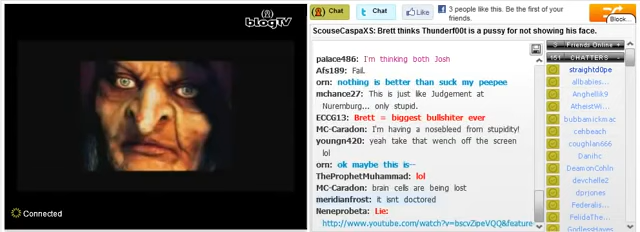 blogTV
Chat
Chat
Like
3 people like this. Be the first of your
friends.
Block...
ScouseCaspaXS: Brett thinks Thunderf00t is a pussy for not showing his face.
palace486: I'm thinking both Josh
Afs189: Fail.
orn: nothing is better than suck my peepee
mchance27: This is just like Judgement at
Nuremburg... only stupid.
ECCG13: Brett = biggest bullshiter ever
MC-Caradon: I'm having a nosebleed from stupidity!
youngn420: yeah take that wench off the screen
lol
orn: ok maybe this is--
TheProphetMuhammad: lol
MC-Caradon: brain cells are being lost
meridianfrost: it isnt doctored
Neneprobeta: Lie:
http://www.youtube.com/watch?v=bscvZipeVQQ&feature
3 Friends Online
151 CHATTERS
straightd0pe
allbabies...
Anghellik9
AtheistWi...
bubbamickmac
cehbeach
coughlan666
Danihc
DeamonCohln
devchelle2
dprjones
Federalis...
FelidaThe...
GodlessHaves
Connected